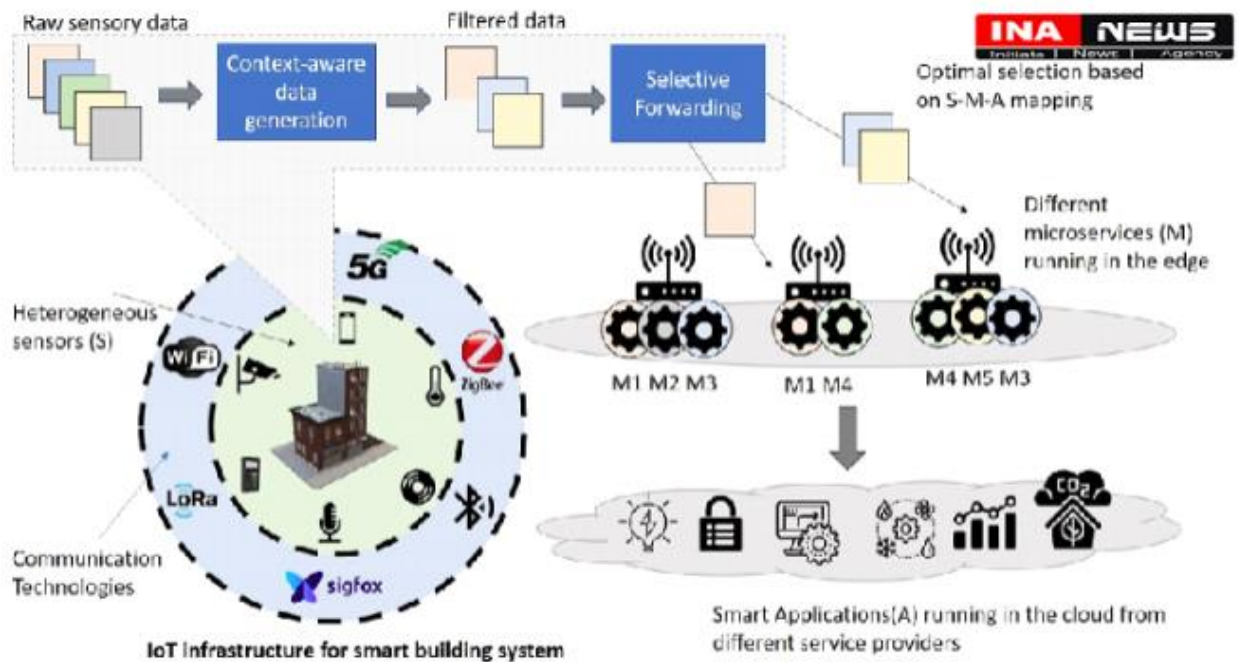 Raw sensory data
Filtered data
INA NEWS
Initiate | News | Agency
Context-aware
data
generation
Selective
Forwarding
Optimal selection based
on S-M-A mapping
Different
microservices (M)
running in the edge
5G
Heterogeneous
sensors (S)
WiFi
ZigBee
M1 M2 M3
M1 M4
M4 M5 M3
LoRa
CO2
Communication
Technologies
sigfox
Smart Applications(A) running in the cloud from
different service providers
IoT infrastructure for smart building system